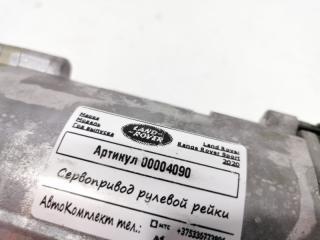 Марка Land Rover
Модель Range Rover Sport
Год выпуска 2020
LAND
ROVER
Артикул 00004090
Сервопривод рулевой рейки
АвтоКомплект тел.: МТС